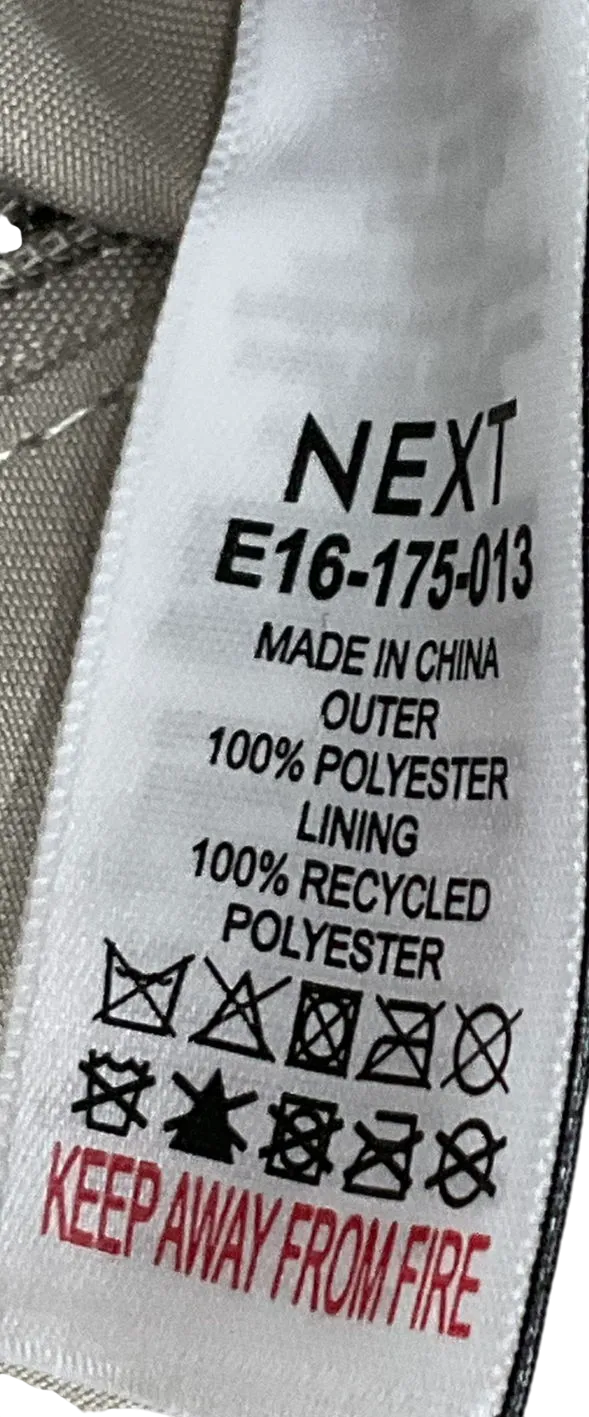 NEXT
E16-175-013
MADE IN CHINA
OUTER
100% POLYESTER
LINING
100% RECYCLED
POLYESTER
KEEP AWAY FROM FIRE